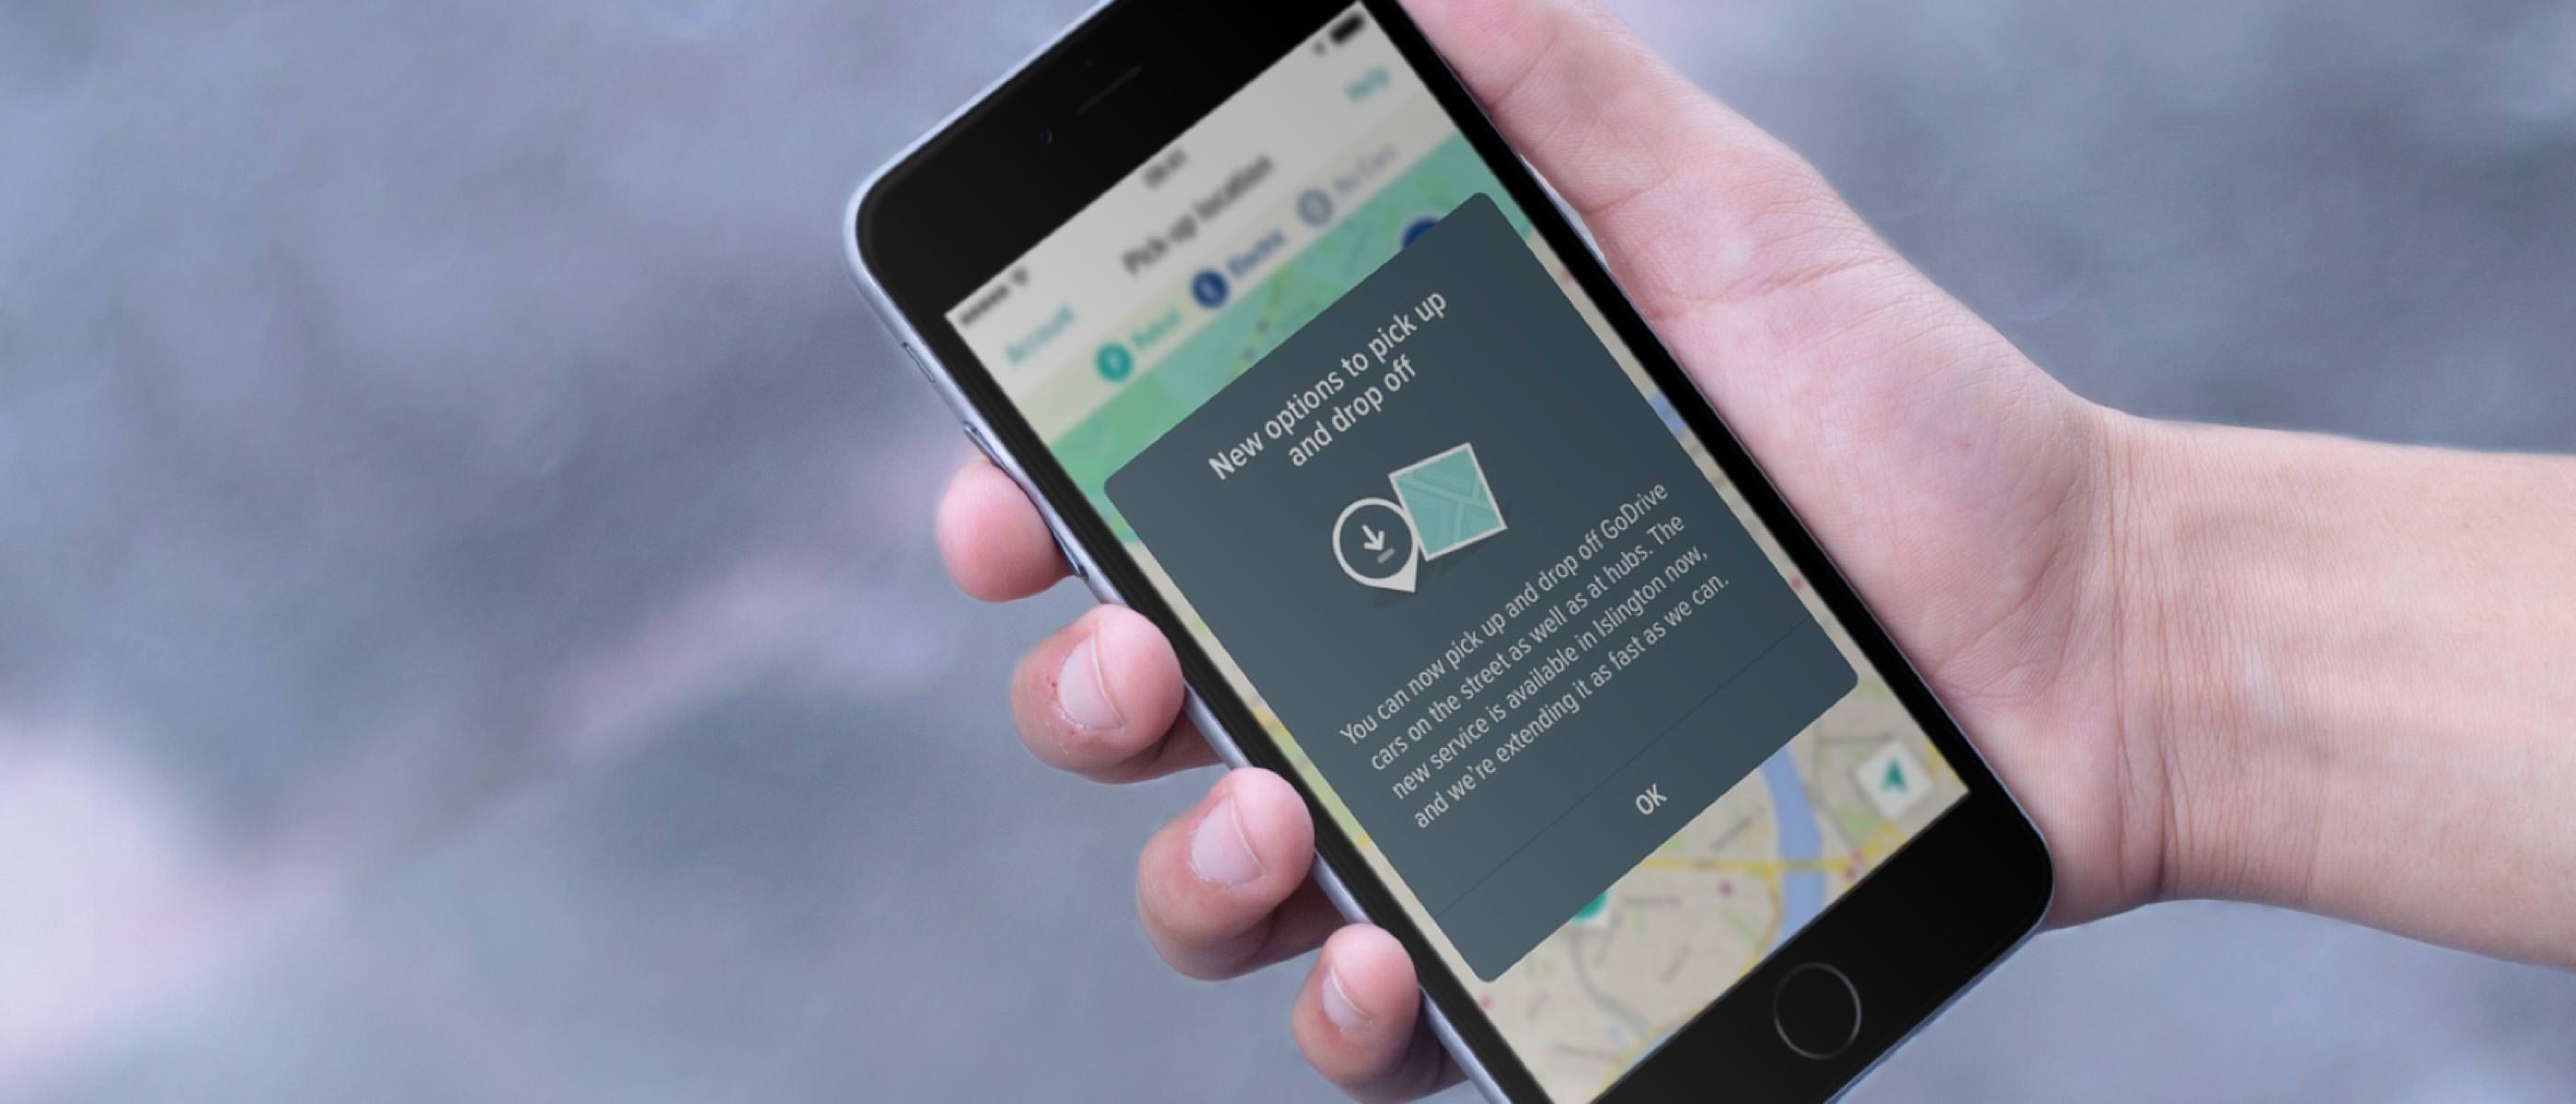 Help
Pick-up location
Account
Petrol
Electric
No Cars
New options to pick up
and drop off
You can now pick up and drop off GoDrive
cars on the street as well as at hubs. The
new service is available in Islington now,
and we're extending it as fast as we can.
OK